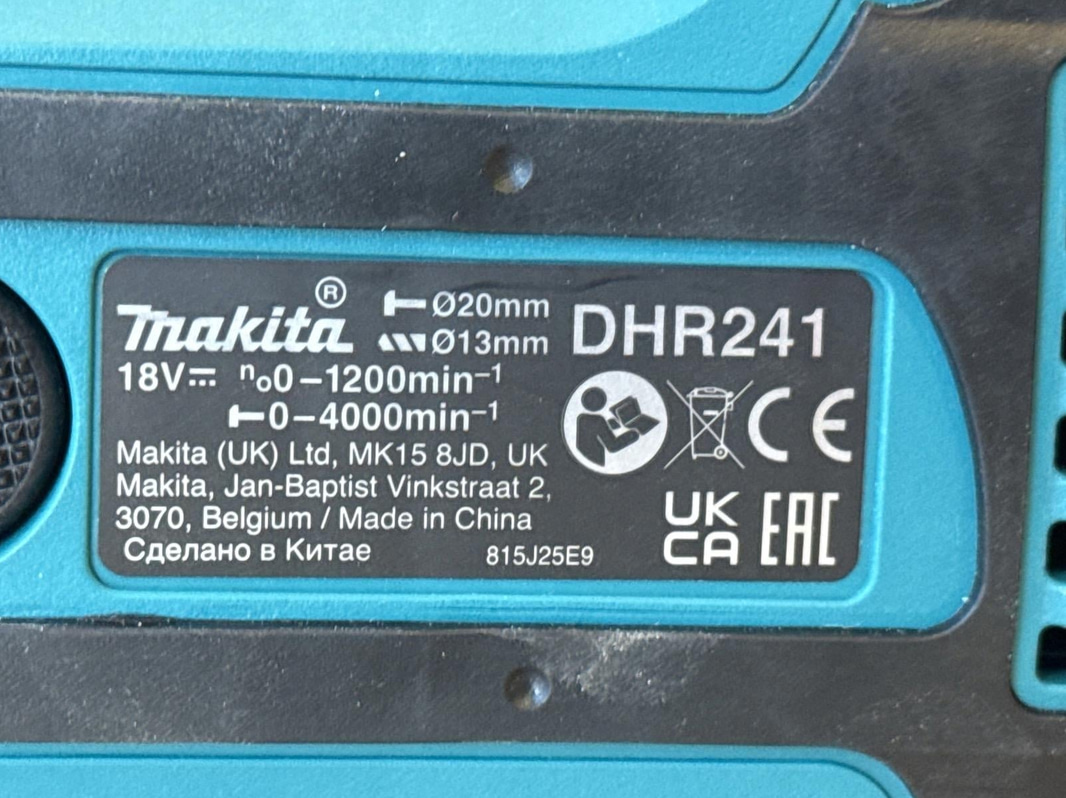 Makita® Ø20mm DHR241
Ø13mm
18V n₀0–1200min⁻¹
0–4000min⁻¹
Makita (UK) Ltd, MK15 8JD, UK
Makita, Jan-Baptist Vinkstraat 2,
3070, Belgium / Made in China
Сделано в Китае 815J25E9
CE
UK
CA
EAC